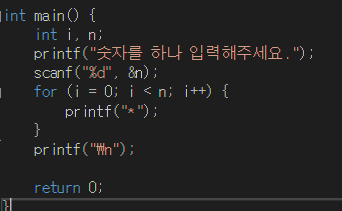 int main() {
int i, n;
printf("숫자를 하나 입력해주세요.");
scanf("%d", &n);
for (i = 0; i < n; i++) {
printf("*");
}
printf("₩n");
return 0;
}